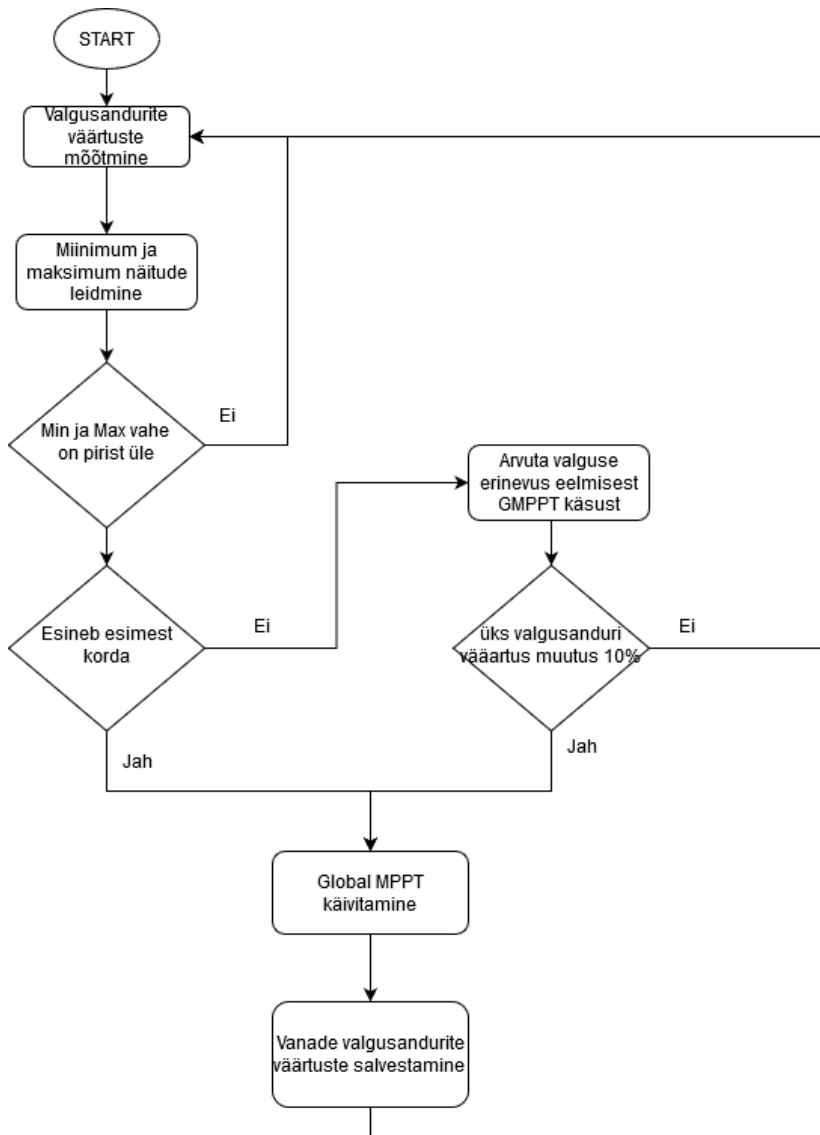 START
Valgusandurite
väärtuste
mõõtmine
Miinimum ja
maksimum näitude
leidmine
Min ja Max vahe
on pirist üle
Ei
Arvuta valguse
erinevus eelmisest
GMPPT käsust
Esineb esimest
korda
Ei
üks valgusanduri
vääartus muutus 10%
Ei
Jah
Jah
Global MPPT
käivitamine
Vanade valgusandurite
väärtuste salvestamine